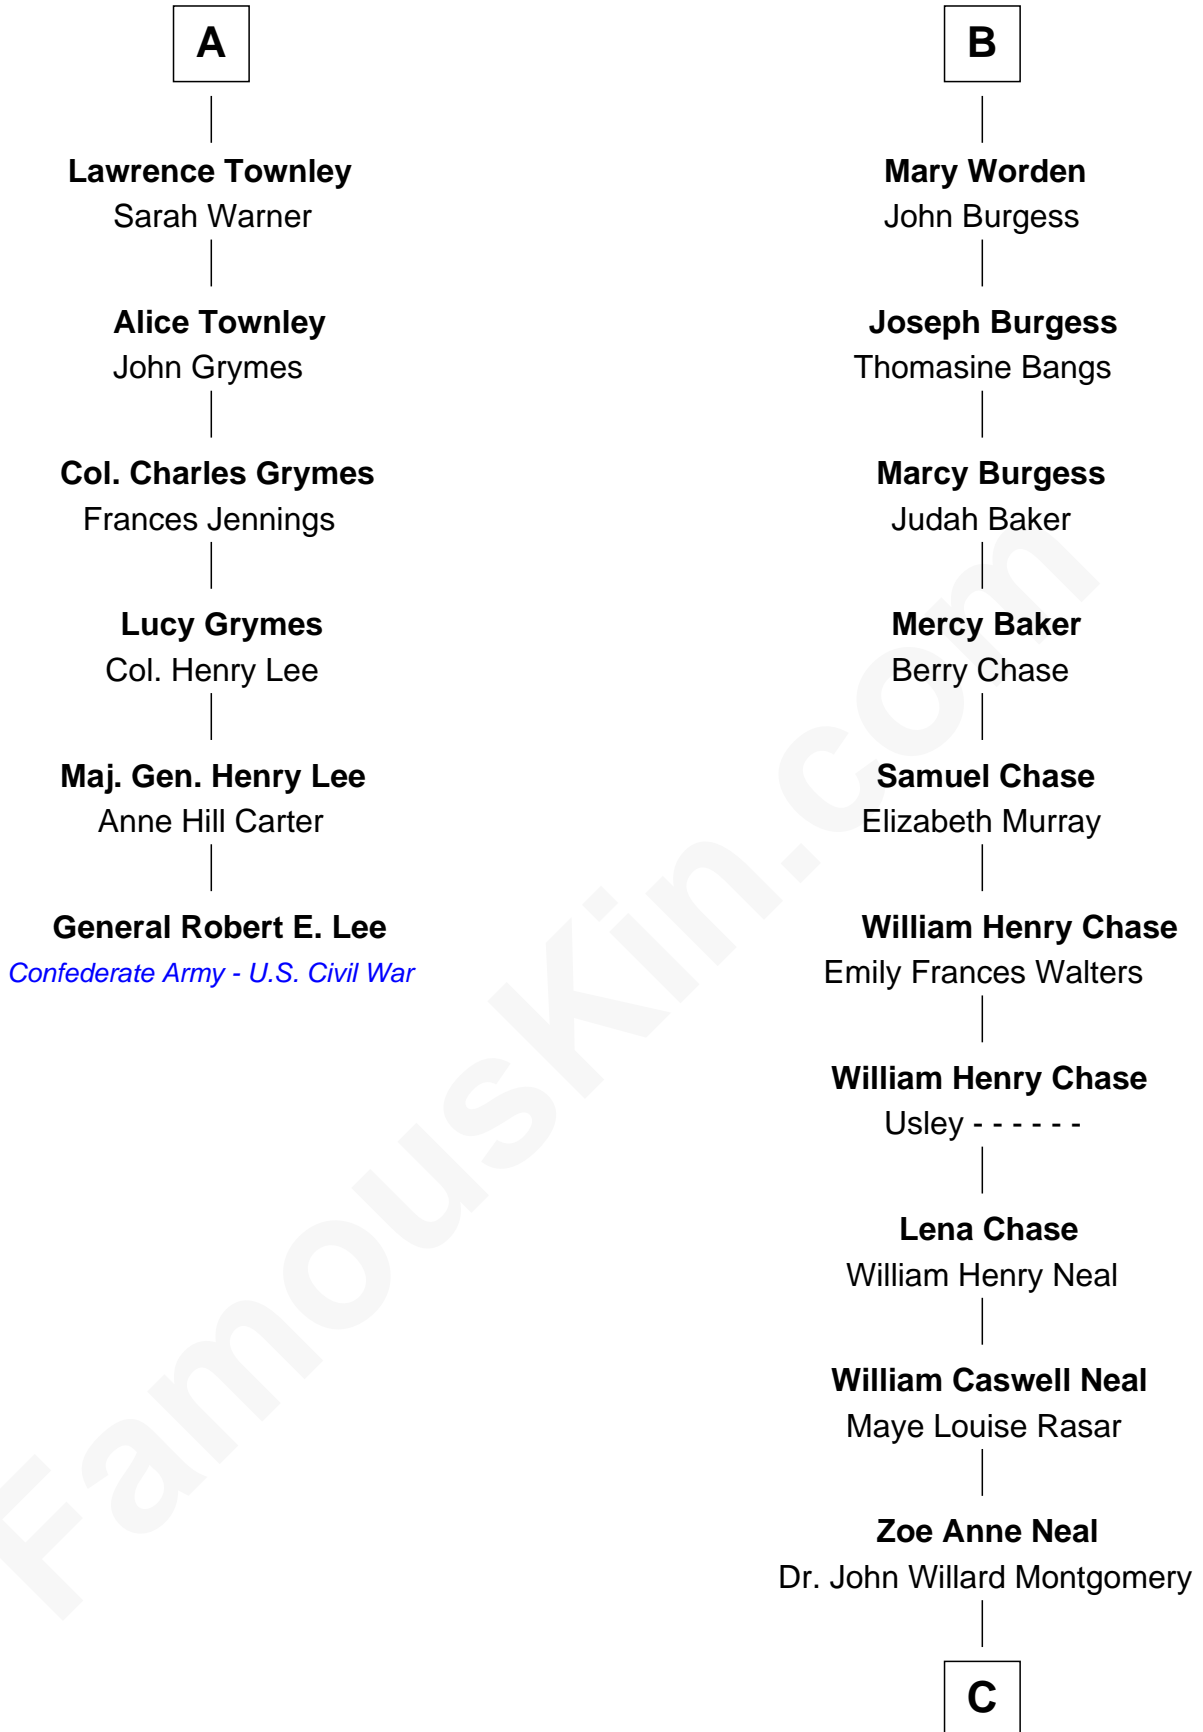 A
Lawrence Townley
Sarah Warner
Alice Townley
John Grymes
Col. Charles Grymes
Frances Jennings
Lucy Grymes
Col. Henry Lee
Maj. Gen. Henry Lee
Anne Hill Carter
General Robert E. Lee
Confederate Army - U.S. Civil War
B
Mary Worden
John Burgess
Joseph Burgess
Thomasine Bangs
Marcy Burgess
Judah Baker
Mercy Baker
Berry Chase
Samuel Chase
Elizabeth Murray
William Henry Chase
Emily Frances Walters
William Henry Chase
Usley - - - - - -
Lena Chase
William Henry Neal
William Caswell Neal
Maye Louise Rasar
Zoe Anne Neal
Dr. John Willard Montgomery
C
FamousKin.com